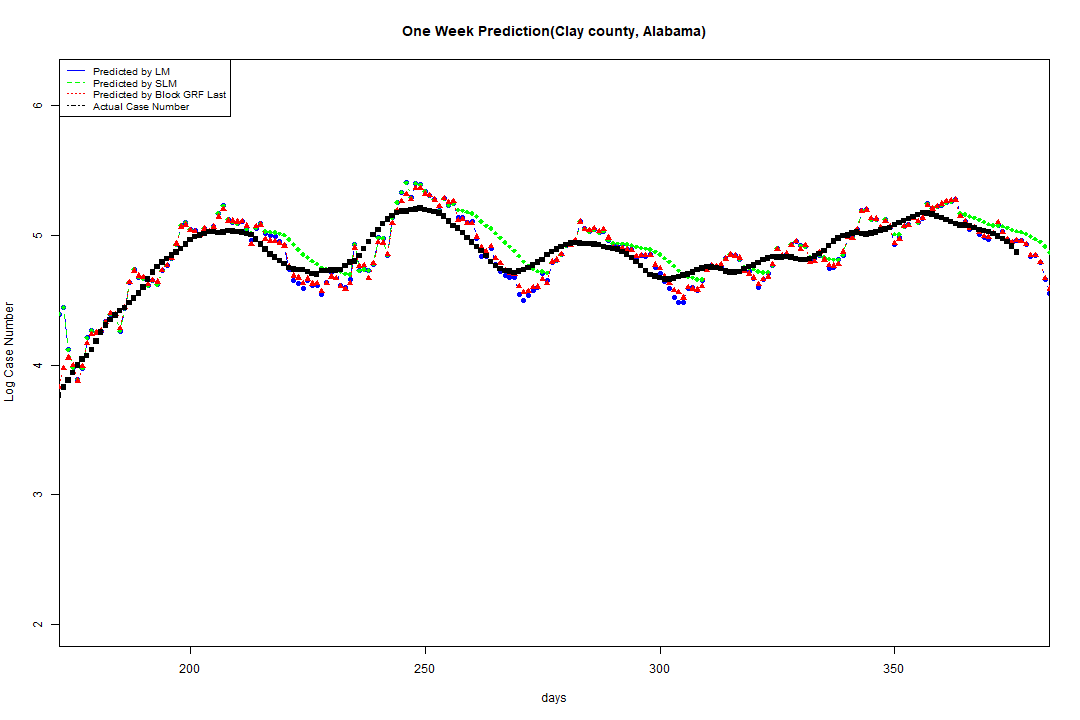 One Week Prediction(Clay county, Alabama)
Predicted by LM
Predicted by SLM
Predicted by Block GRF Last
Actual Case Number
6
5
4
3
2
Log Case Number
200
250
300
350
days